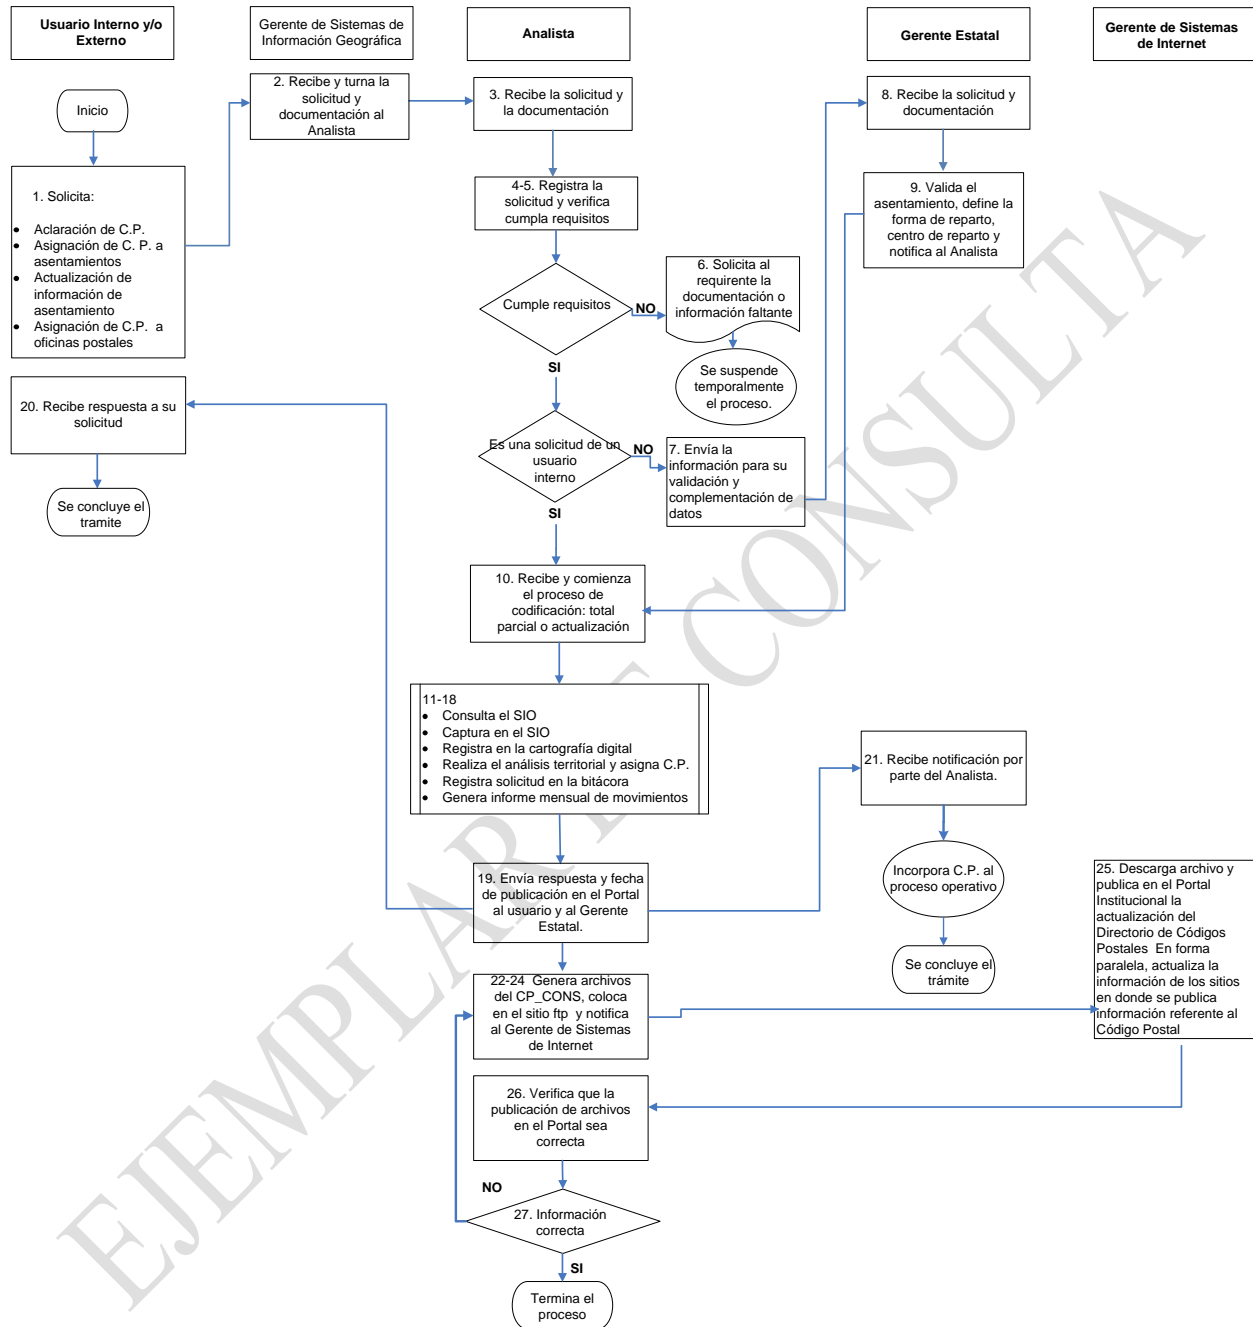 Usuario Interno y/o
Externo
Gerente de Sistemas de
Información Geográfica
Analista
Gerente Estatal
Gerente de Sistemas
de Internet
Inicio
1. Solicita:
• Aclaración de C.P.
• Asignación de C. P. a
asentamientos
• Actualización de
información de
asentamiento
• Asignación de C.P. a
oficinas postales
2. Recibe y turna la
solicitud y
documentación al
Analista
3. Recibe la solicitud y
la documentación
4-5. Registra la
solicitud y verifica
cumpla requisitos
Cumple requisitos
NO
6. Solicita al
requirente la
documentación o
información faltante
Se suspende
temporalmente
el proceso.
SI
Es una solicitud de un
usuario
interno
NO
7. Envía la
información para su
validación y
complementación de
datos
SI
8. Recibe la solicitud y
documentación
9. Valida el
asentamiento, define la
forma de reparto,
centro de reparto y
notifica al Analista
10. Recibe y comienza
el proceso de
codificación: total
parcial o actualización
11-18
• Consulta el SIO
• Captura en el SIO
• Registra en la cartografía digital
• Realiza el análisis territorial y asigna C.P.
• Registra solicitud en la bitácora
• Genera informe mensual de movimientos
19. Envía respuesta y fecha
de publicación en el Portal
al usuario y al Gerente
Estatal.
20. Recibe respuesta a su
solicitud
Se concluye el
tramite
21. Recibe notificación por
parte del Analista.
Incorpora C.P. al
proceso operativo
Se concluye el
trámite
22-24 Genera archivos
del CP_CONS, coloca
en el sitio ftp y notifica
al Gerente de Sistemas
de Internet
25. Descarga archivo y
publica en el Portal
Institucional la
actualización del
Directorio de Códigos
Postales En forma
paralela, actualiza la
información de los sitios
en donde se publica
información referente al
Código Postal
26. Verifica que la
publicación de archivos
en el Portal sea
correcta
NO
27. Información
correcta
SI
Termina el
proceso
EJEMPLAR DE CONSULTA